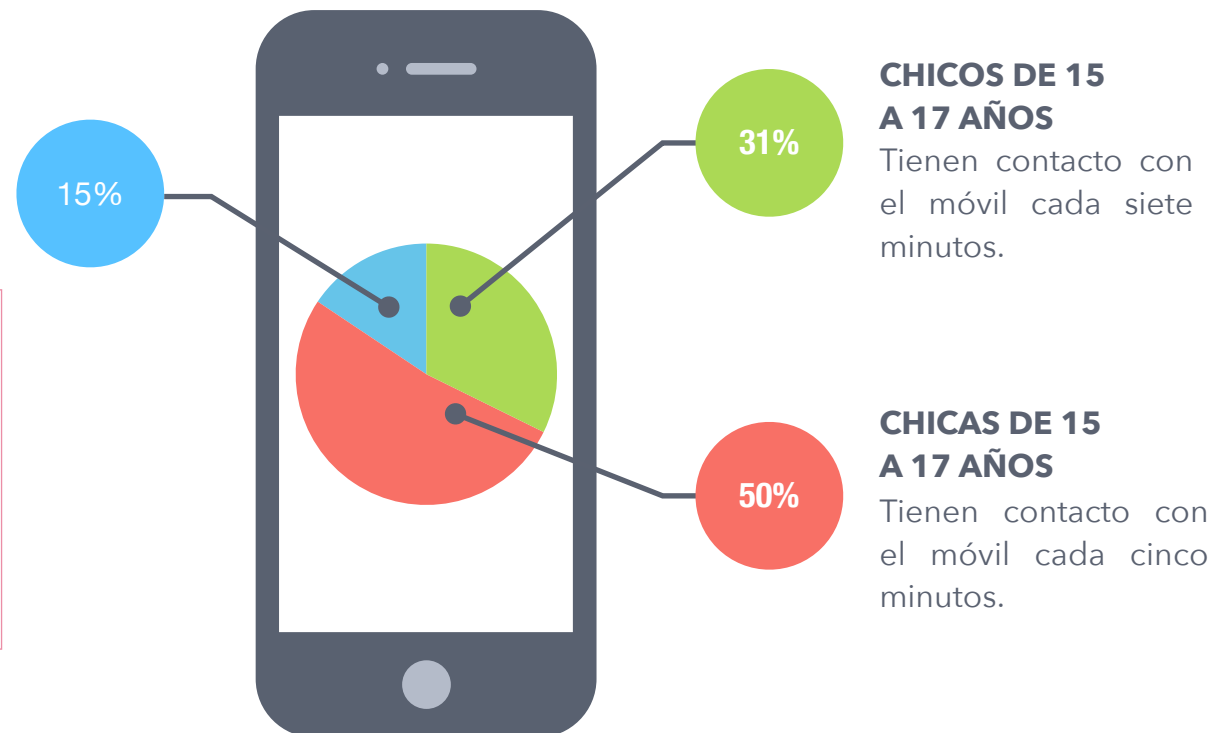 15%
31%
CHICOS DE 15
A 17 AÑOS
Tienen contacto con
el móvil cada siete
minutos.
50%
CHICAS DE 15
A 17 AÑOS
Tienen contacto con
el móvil cada cinco
minutos.